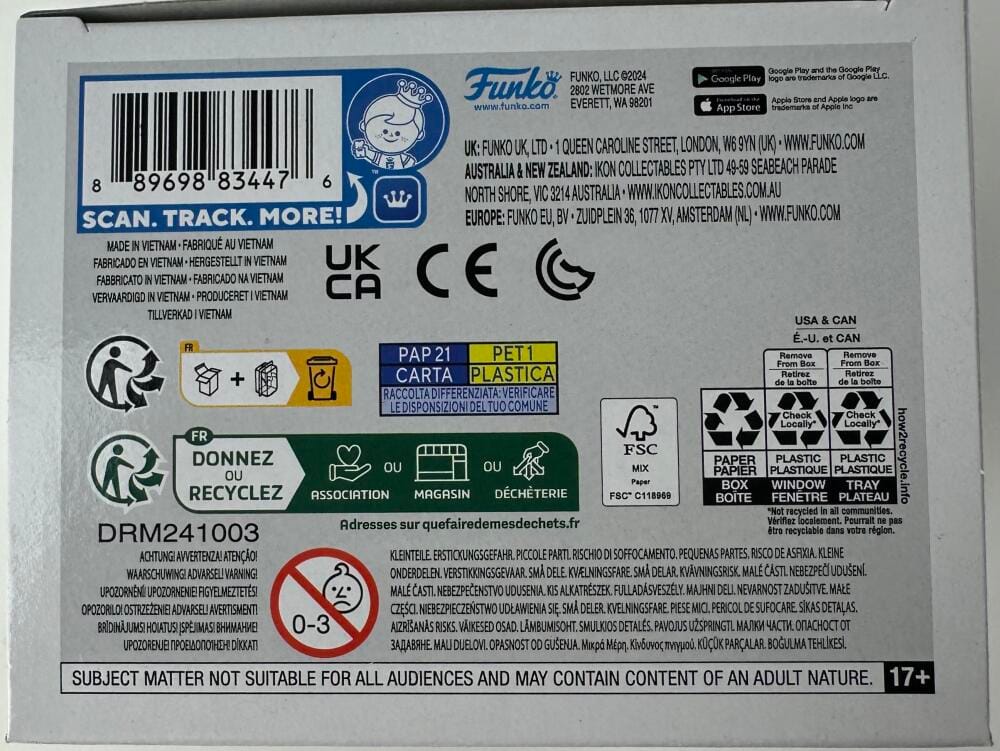 8 89698 83447 6
SCAN. TRACK. MORE!
Funko
www.funko.com
FUNKO, LLC ©2024
2802 WETMORE AVE
EVERETT, WA 98201
Google Play
Google Play and the Google Play
logo are trademarks of Google LLC.
Download on the
App Store
Apple Store and Apple logo are
trademarks of Apple Inc
UK: FUNKO UK, LTD • 1 QUEEN CAROLINE STREET, LONDON, W6 9YN (UK) • WWW.FUNKO.COM
AUSTRALIA & NEW ZEALAND: IKON COLLECTABLES PTY LTD 49-59 SEABEACH PARADE
NORTH SHORE, VIC 3214 AUSTRALIA • WWW.IKONCOLLECTABLES.COM.AU
EUROPE: FUNKO EU, BV • ZUIDPLEIN 36, 1077 XV, AMSTERDAM (NL) • WWW.FUNKO.COM
MADE IN VIETNAM • FABRIQUÉ AU VIETNAM
FABRICADO EN VIETNAM • HERGESTELLT IN VIETNAM
FABBRICATO IN VIETNAM • FABRICADO NA VIETNAM
VERVAARDIGD IN VIETNAM • PRODUCERET I VIETNAM
TILLVERKAD I VIETNAM
UK
CA
CE
FR
+
PAP 21
PET 1
CARTA
PLASTICA
RACCOLTA DIFFERENZIATA: VERIFICARE
LE DISPONSIZIONI DEL TUO COMUNE
FR
DONNEZ
OU
RECYCLEZ
ASSOCIATION
OU
MAGASIN
OU
DÉCHÈTERIE
Adresses sur quefairedemesdechets.fr
FSC
MIX
Paper
FSC™ C118969
USA & CAN
É.-U. et CAN
Remove
From Box
Retirez
de la boîte
Remove
From Box
Retirez
de la boîte
Check
Locally*
Check
Locally*
PAPER
PAPIER
PLASTIC
PLASTIQUE
PLASTIC
PLASTIQUE
BOX
BOÎTE
WINDOW
FENÊTRE
TRAY
PLATEAU
how2recycle.info
*Not recycled in all communities.
Vérifiez localement. Pourrait ne pas
être recyclable dans votre région.
DRM241003
ACHTUNG! AVVERTENZA! ATENÇÃO!
WAARSCHUWING! ADVARSEL! VARNING!
UPOZORNĚNÍ! UPOZORNENIE! FIGYELMEZTETÉS!
OPOZORILO! OSTRZEŻENIE! ADVARSEL! AVERTISMENT!
BRĪDINĀJUMS! HOIATUS! ĮSPĖJIMAS! ВНИМАНИЕ!
UPOZORENJE! ΠΡΟΕΙΔΟΠΟΙΗΣΗ! DİKKAT!
0-3
KLEINTEILE. ERSTICKUNGSGEFAHR. PICCOLE PARTI. RISCHIO DI SOFFOCAMENTO. PEQUENAS PARTES. RISCO DE ASFIXIA. KLEINE
ONDERDELEN. VERSTIKKINGSGEVAAR. SMÅ DELE. KVÆLNINGSFARE. SMÅ DELAR. KVÄVNINGSRISK. MALÉ ČÁSTI. NEBEZPEČÍ UDUŠENÍ.
MALÉ ČASTI. NEBEZPEČENSTVO UDUSENIA. KIS ALKATRÉSZEK. FULLADÁSVESZÉLY. MAJHNI DELI. NEVARNOST ZADUŠITVE. MAŁE
CZĘŚCI. NIEBEZPIECZEŃSTWO UDŁAWIENIA SIĘ. SMÅ DELER. KVELNINGSFARE. PIESE MICI. PERICOL DE SUFOCARE. SĪKAS DETAĻAS.
AIZRĪŠANĀS RISKS. VÄIKESED OSAD. LÄMBUMISOHT. SMULKIOS DETALĖS. PAVOJUS UŽSPRINGTI. МАЛКИ ЧАСТИ. ОПАСНОСТ ОТ
ЗАДАВЯНЕ. MALI DIJELOVI. OPASNOST OD GUŠENJA. Μικρά Μέρη. Κίνδυνος πνιγμού. KÜÇÜK PARÇALAR. BOĞULMA TEHLİKESİ.
SUBJECT MATTER NOT SUITABLE FOR ALL AUDIENCES AND MAY CONTAIN CONTENT OF AN ADULT NATURE. 17+